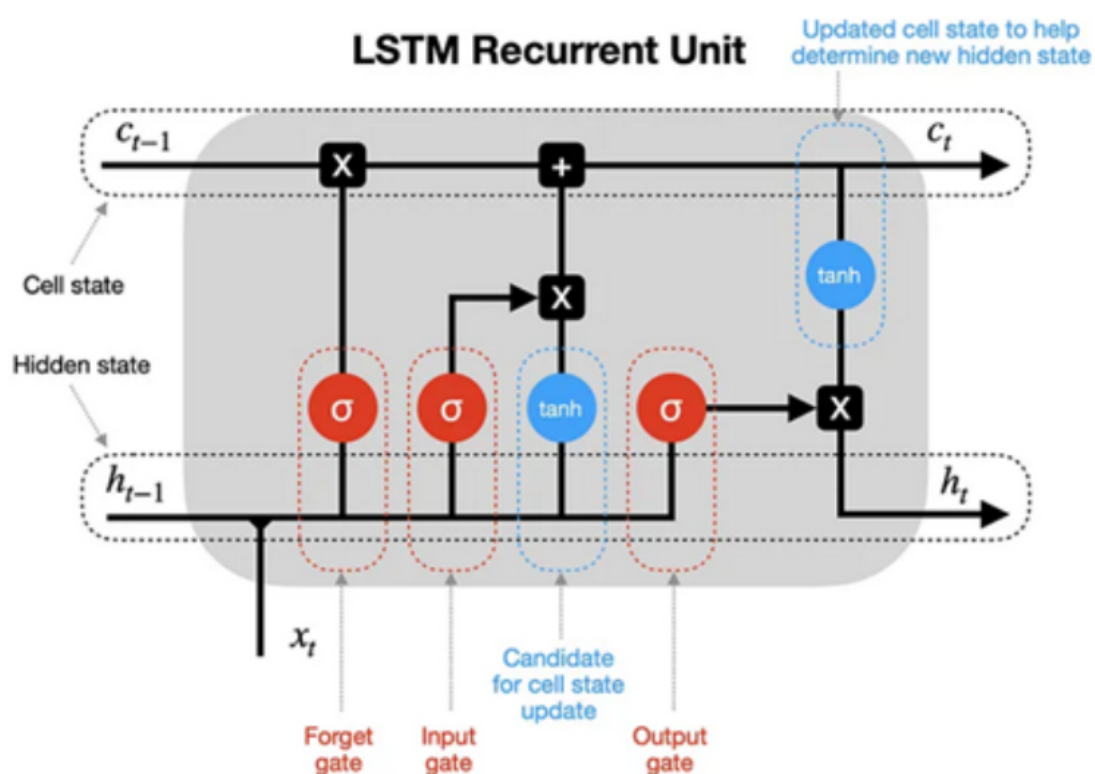 LSTM Recurrent Unit
Updated cell state to help
determine new hidden state
c_{t-1}
X
+
c_t
Cell state
tanh
X
Hidden state
σ
σ
tanh
σ
X
h_{t-1}
h_t
x_t
Candidate
for cell state
update
Forget
gate
Input
gate
Output
gate